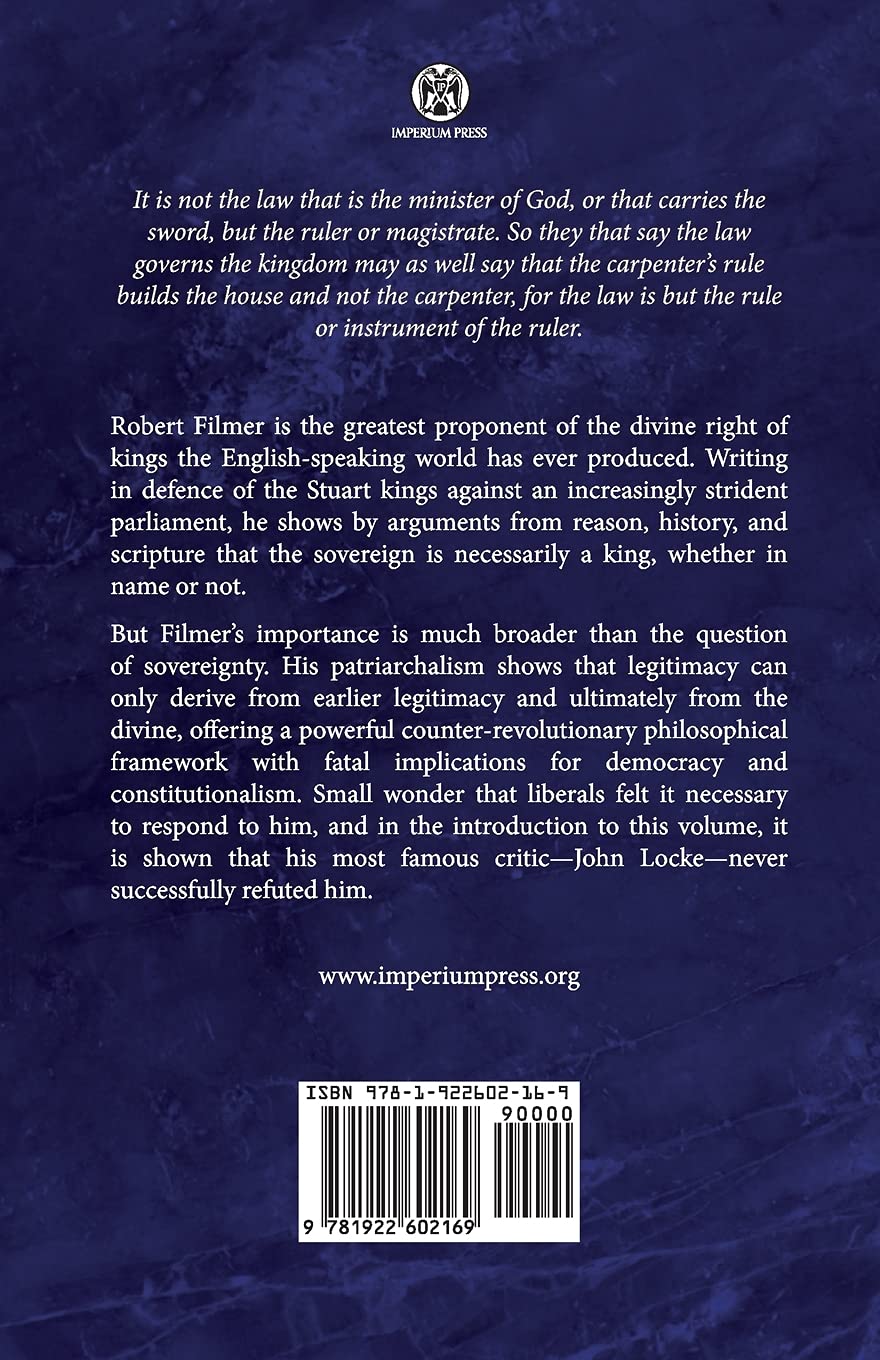 IP
IMPERIUM PRESS
It is not the law that is the minister of God, or that carries the
sword, but the ruler or magistrate. So they that say the law
governs the kingdom may as well say that the carpenter’s rule
builds the house and not the carpenter, for the law is but the rule
or instrument of the ruler.
Robert Filmer is the greatest proponent of the divine right of
kings the English-speaking world has ever produced. Writing
in defence of the Stuart kings against an increasingly strident
parliament, he shows by arguments from reason, history, and
scripture that the sovereign is necessarily a king, whether in
name or not.
But Filmer’s importance is much broader than the question
of sovereignty. His patriarchalism shows that legitimacy can
only derive from earlier legitimacy and ultimately from the
divine, offering a powerful counter-revolutionary philosophical
framework with fatal implications for democracy and
constitutionalism. Small wonder that liberals felt it necessary
to respond to him, and in the introduction to this volume, it
is shown that his most famous critic—John Locke—never
successfully refuted him.
www.imperiumpress.org
ISBN 978-1-922602-16-9
90000
9 781922 602169